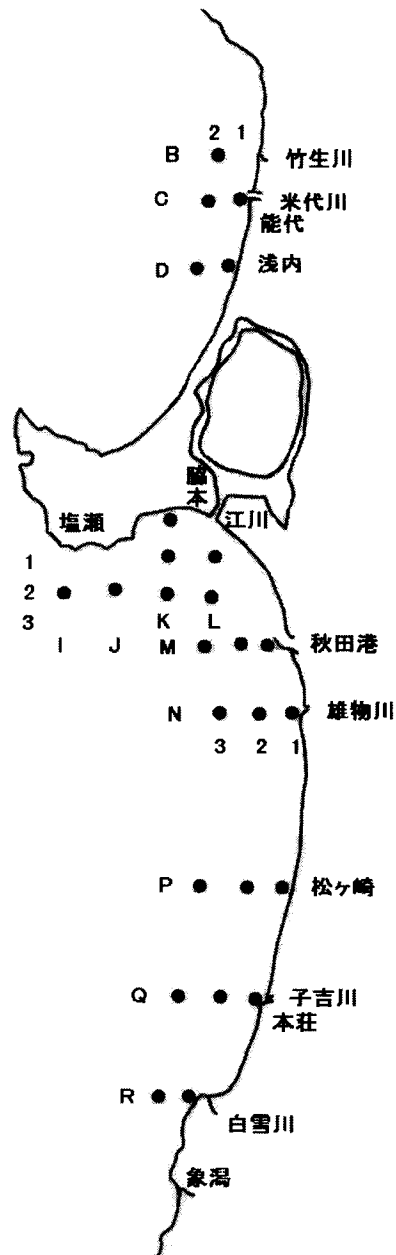 2 1
B 竹生川
C 米代川
能代
D 浅内
脇本
塩瀬 江川
1
2
3
I J K L
M 秋田港
N 雄物川
3 2 1
P 松ヶ崎
Q 子吉川
本荘
R 白雪川
象潟